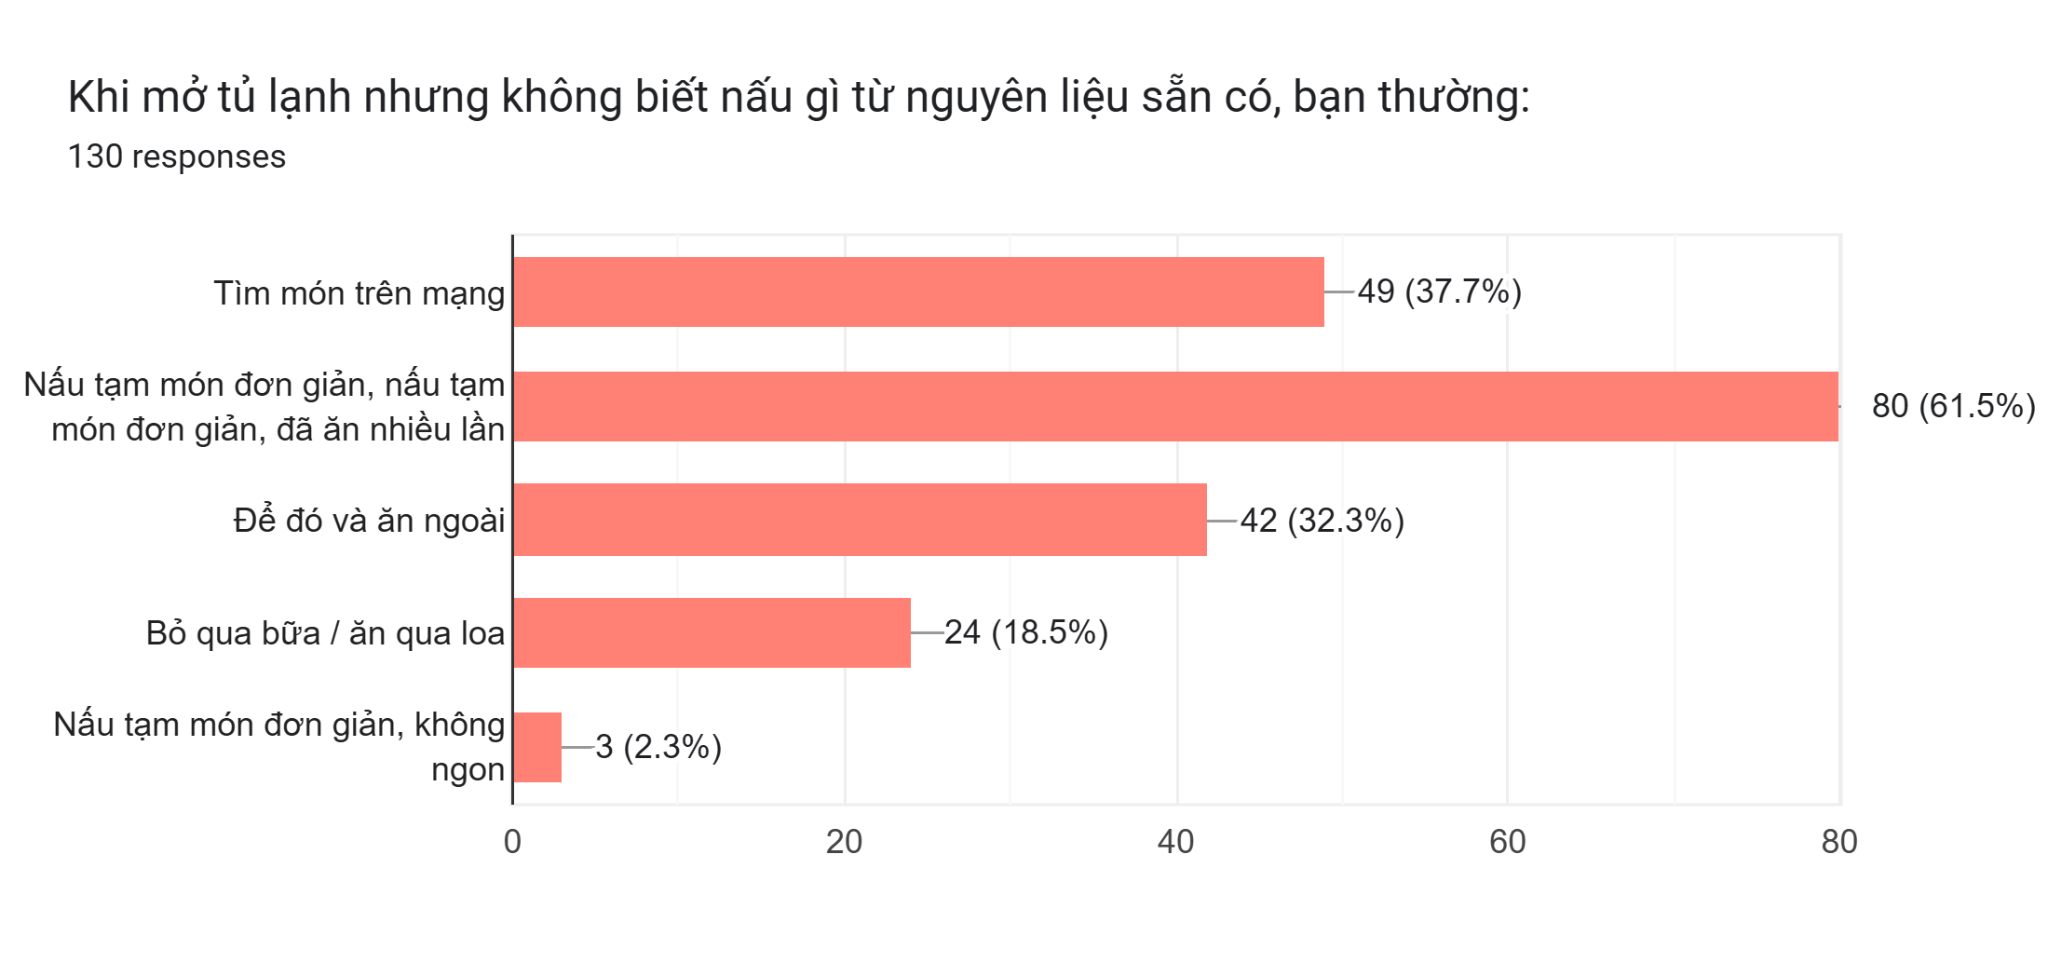 Khi mở tủ lạnh nhưng không biết nấu gì từ nguyên liệu sẵn có, bạn thường:
130 responses
Tìm món trên mạng
49 (37.7%)
Nấu tạm món đơn giản, nấu tạm
món đơn giản, đã ăn nhiều lần
80 (61.5%)
Để đó và ăn ngoài
42 (32.3%)
Bỏ qua bữa / ăn qua loa
24 (18.5%)
Nấu tạm món đơn giản, không
ngon
3 (2.3%)
0 20 40 60 80